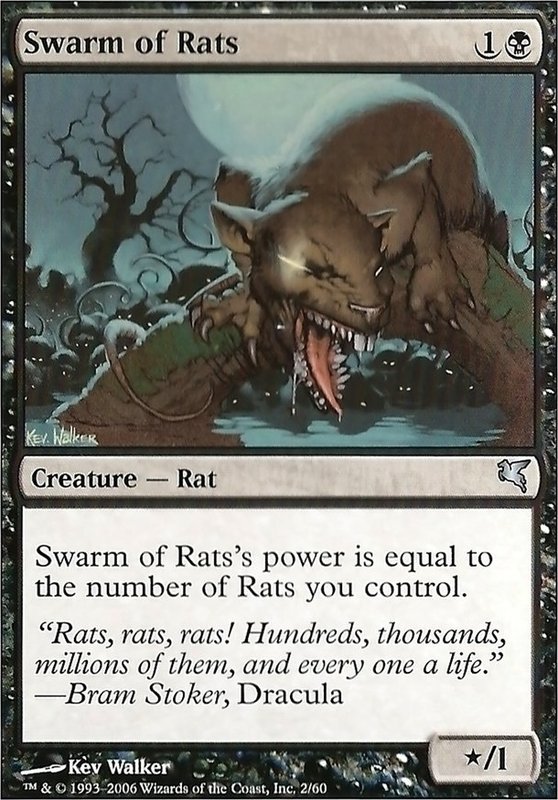 Swarm of Rats 1
Kev. Walker
Creature — Rat
Swarm of Rats's power is equal to
the number of Rats you control.
“Rats, rats, rats! Hundreds, thousands,
millions of them, and every one a life.”
—Bram Stoker, Dracula
★/1
Kev Walker
™ & © 1993–2006 Wizards of the Coast, Inc. 2/60